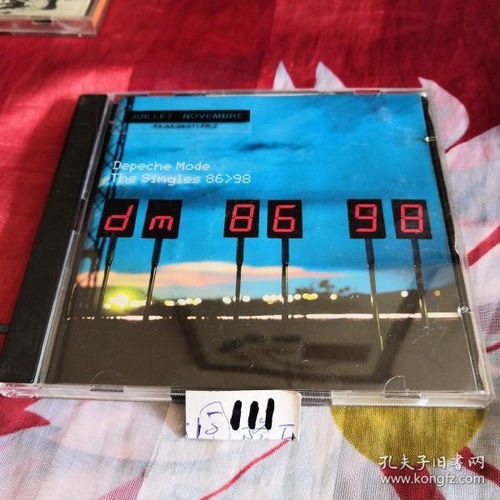 JUILLET NOVEMBRE
Depeche Mode
The Singles 86>98
dm 86 98
111
孔夫子旧书网
www.kongfz.com